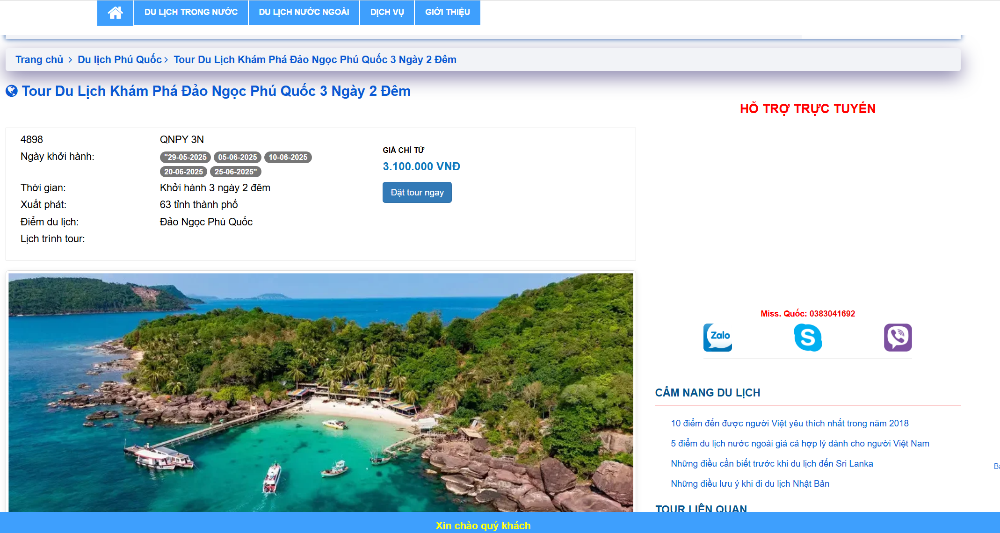 DU LỊCH TRONG NƯỚC
DU LỊCH NƯỚC NGOÀI
DỊCH VỤ
GIỚI THIỆU
Trang chủ > Du lịch Phú Quốc > Tour Du Lịch Khám Phá Đảo Ngọc Phú Quốc 3 Ngày 2 Đêm
Tour Du Lịch Khám Phá Đảo Ngọc Phú Quốc 3 Ngày 2 Đêm
4898 QNPY 3N
Ngày khởi hành: "29-05-2025 05-06-2025 10-06-2025
20-06-2025 25-06-2025"
Thời gian: Khởi hành 3 ngày 2 đêm
Xuất phát: 63 tỉnh thành phố
Điểm du lịch: Đảo Ngọc Phú Quốc
Lịch trình tour:
GIÁ CHỈ TỪ
3.100.000 VNĐ
Đặt tour ngay
HỖ TRỢ TRỰC TUYẾN
Miss. Quốc: 0383041692
Zalo
S
CẨM NANG DU LỊCH
10 điểm đến được người Việt yêu thích nhất trong năm 2018
5 điểm du lịch nước ngoài giá cả hợp lý dành cho người Việt Nam
Những điều cần biết trước khi du lịch đến Sri Lanka
Những điều lưu ý khi đi du lịch Nhật Bản
TOUR LIÊN QUAN
Xin chào quý khách